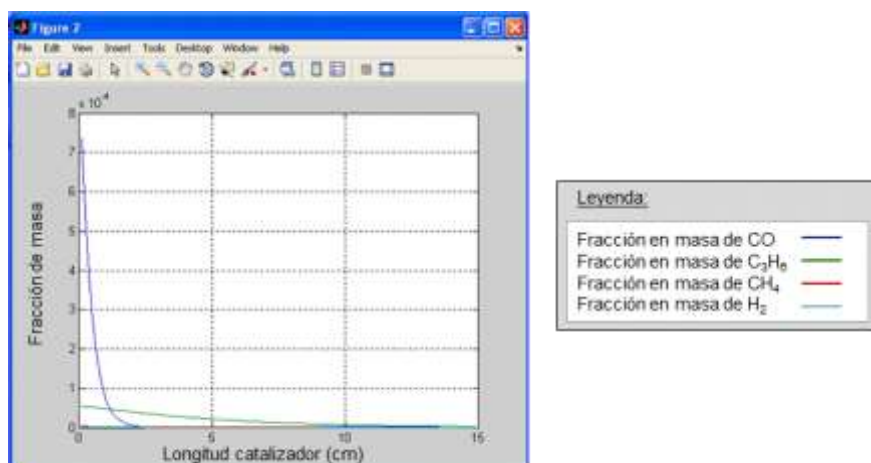 Figure 2
File Edit View Insert Tools Desktop Window Help
x 10⁻⁴
8
7
6
5
4
3
2
1
0
0 5 10 15
Fracción de masa
Longitud catalizador (cm)
Leyenda:
Fracción en masa de CO
Fracción en masa de C₃H₆
Fracción en masa de CH₄
Fracción en masa de H₂